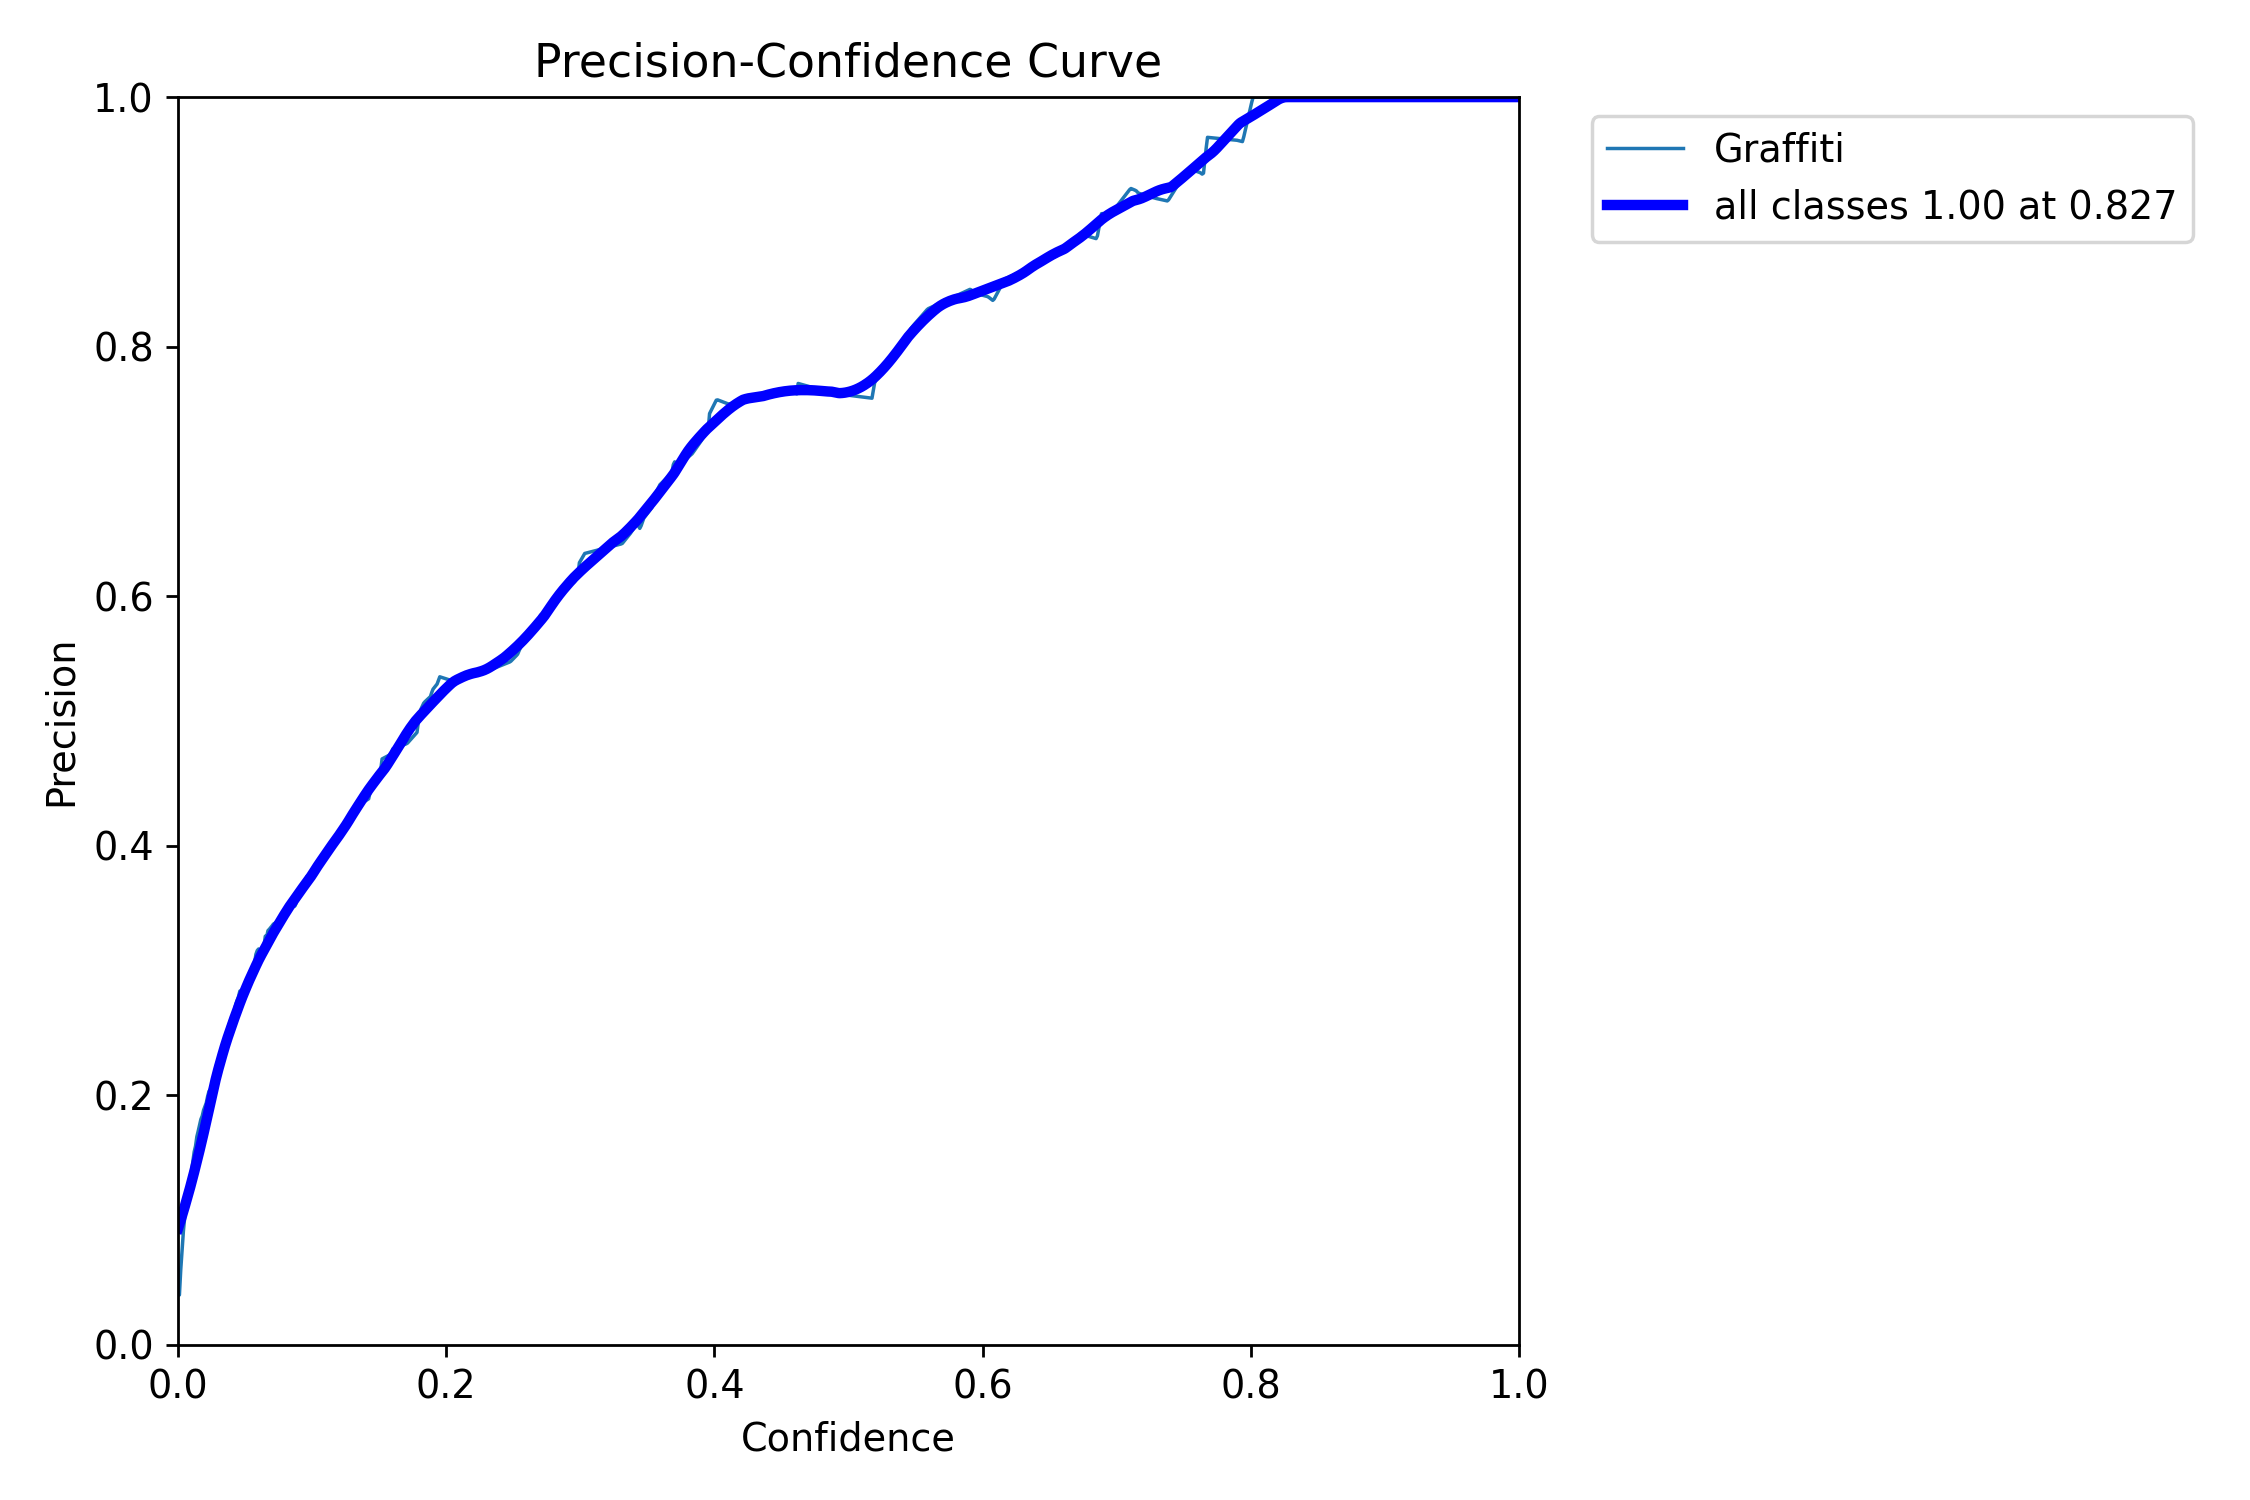 Precision-Confidence Curve
1.0
0.8
0.6
0.4
0.2
0.0
Precision
0.0 0.2 0.4 0.6 0.8 1.0
Confidence
Graffiti
all classes 1.00 at 0.827